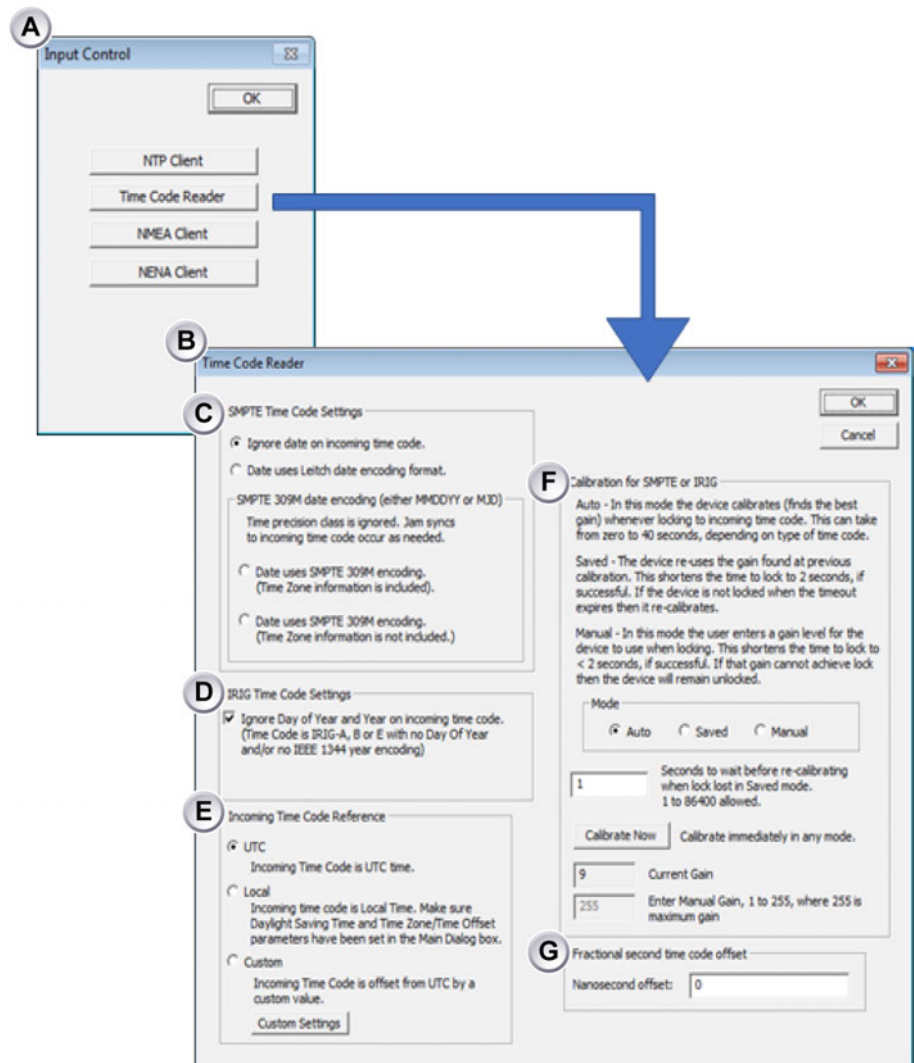 A
Input Control
OK
NTP Client
Time Code Reader
NMEA Client
NENA Client
B
Time Code Reader
OK
Cancel
C
SMPTE Time Code Settings
Ignore date on incoming time code.
Date uses Leitch date encoding format.
SMPTE 309M date encoding (either MMDDYY or MJD)
Time precision class is ignored. Jam syncs
to incoming time code occur as needed.
Date uses SMPTE 309M encoding.
(Time Zone information is included).
Date uses SMPTE 309M encoding.
(Time Zone information is not included.)
D
IRIG Time Code Settings
Ignore Day of Year and Year on incoming time code.
(Time Code is IRIG-A, B or E with no Day Of Year
and/or no IEEE 1344 year encoding)
E
Incoming Time Code Reference
UTC
Incoming Time Code is UTC time.
Local
Incoming time code is Local Time. Make sure
Daylight Saving Time and Time Zone/Time Offset
parameters have been set in the Main Dialog box.
Custom
Incoming Time Code is offset from UTC by a
custom value.
Custom Settings
F
Calibration for SMPTE or IRIG
Auto - In this mode the device calibrates (finds the best
gain) whenever locking to incoming time code. This can take
from zero to 40 seconds, depending on type of time code.
Saved - The device re-uses the gain found at previous
calibration. This shortens the time to lock to 2 seconds, if
successful. If the device is not locked when the timeout
expires then it re-calibrates.
Manual - In this mode the user enters a gain level for the
device to use when locking. This shortens the time to lock to
< 2 seconds, if successful. If that gain cannot achieve lock
then the device will remain unlocked.
Mode
Auto Saved Manual
1
Seconds to wait before re-calibrating
when lock lost in Saved mode.
1 to 86400 allowed.
Calibrate Now Calibrate immediately in any mode.
9 Current Gain
255
Enter Manual Gain, 1 to 255, where 255 is
maximum gain
G
Fractional second time code offset
Nanosecond offset: 0